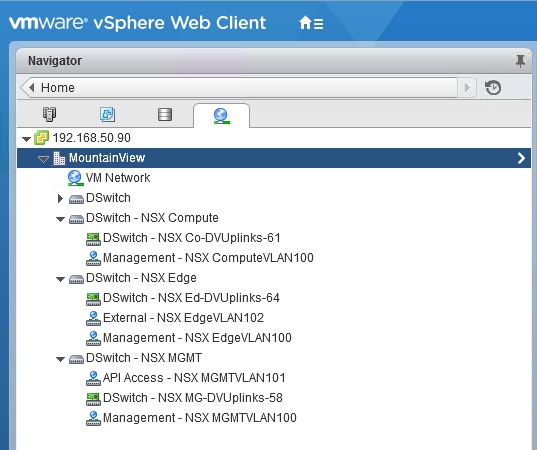 vmware® vSphere Web Client
Navigator
Home
192.168.50.90
MountainView
VM Network
DSwitch
DSwitch - NSX Compute
DSwitch - NSX Co-DVUplinks-61
Management - NSX ComputeVLAN100
DSwitch - NSX Edge
DSwitch - NSX Ed-DVUplinks-64
External - NSX EdgeVLAN102
Management - NSX EdgeVLAN100
DSwitch - NSX MGMT
API Access - NSX MGMTVLAN101
DSwitch - NSX MG-DVUplinks-58
Management - NSX MGMTVLAN100